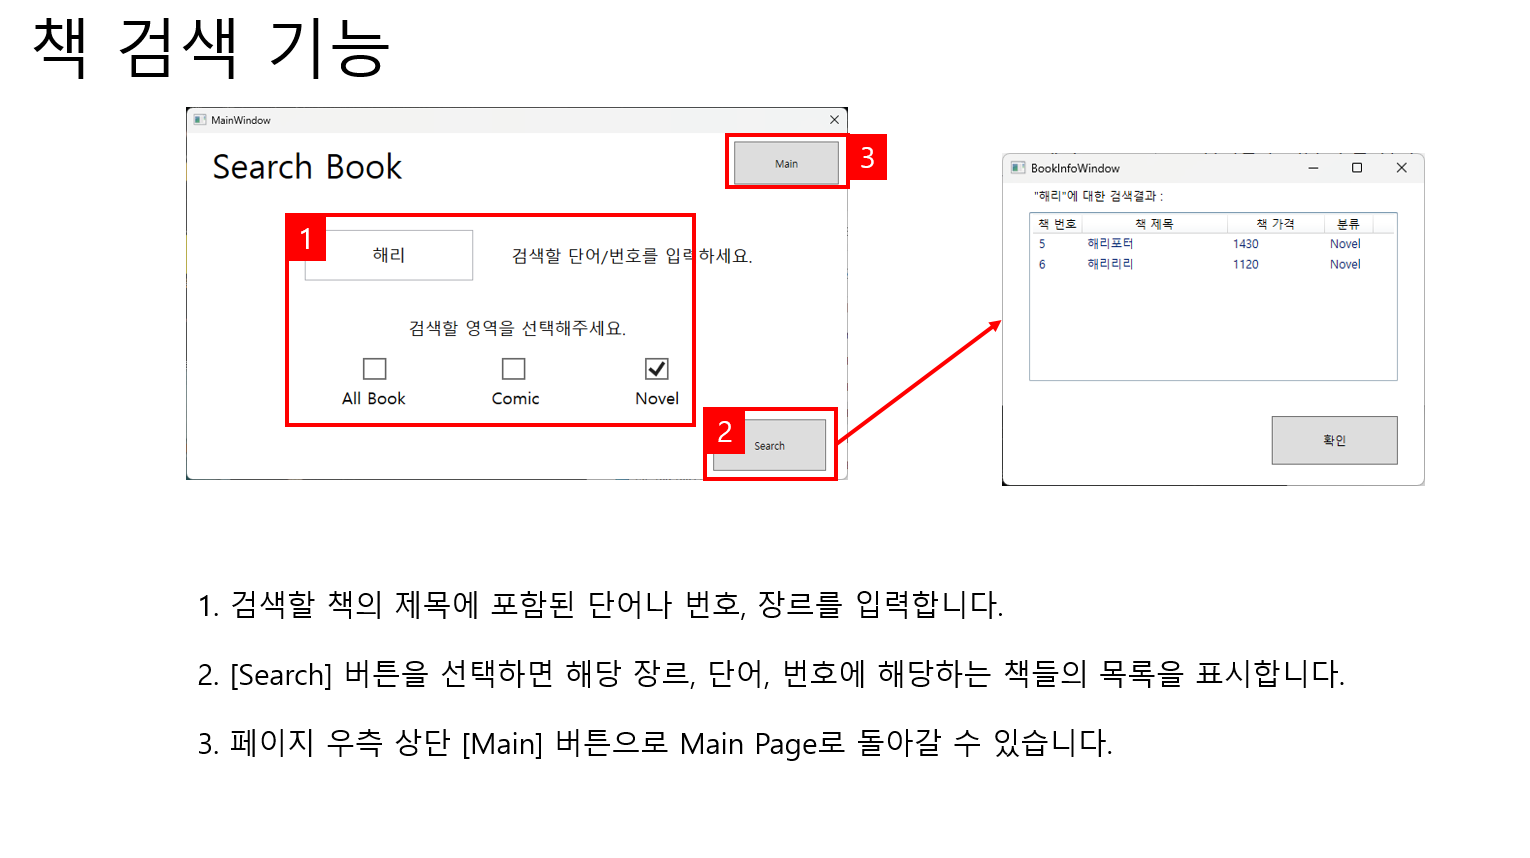 책 검색 기능
MainWindow
Search Book
Main
3
1
해리
검색할 단어/번호를 입력하세요.
검색할 영역을 선택해주세요.
All Book
Comic
Novel
2
Search
BookInfoWindow
"해리"에 대한 검색결과 :
책 번호 책 제목 책 가격 분류
5 해리포터 1430 Novel
6 해리리리 1120 Novel
확인
1. 검색할 책의 제목에 포함된 단어나 번호, 장르를 입력합니다.
2. [Search] 버튼을 선택하면 해당 장르, 단어, 번호에 해당하는 책들의 목록을 표시합니다.
3. 페이지 우측 상단 [Main] 버튼으로 Main Page로 돌아갈 수 있습니다.